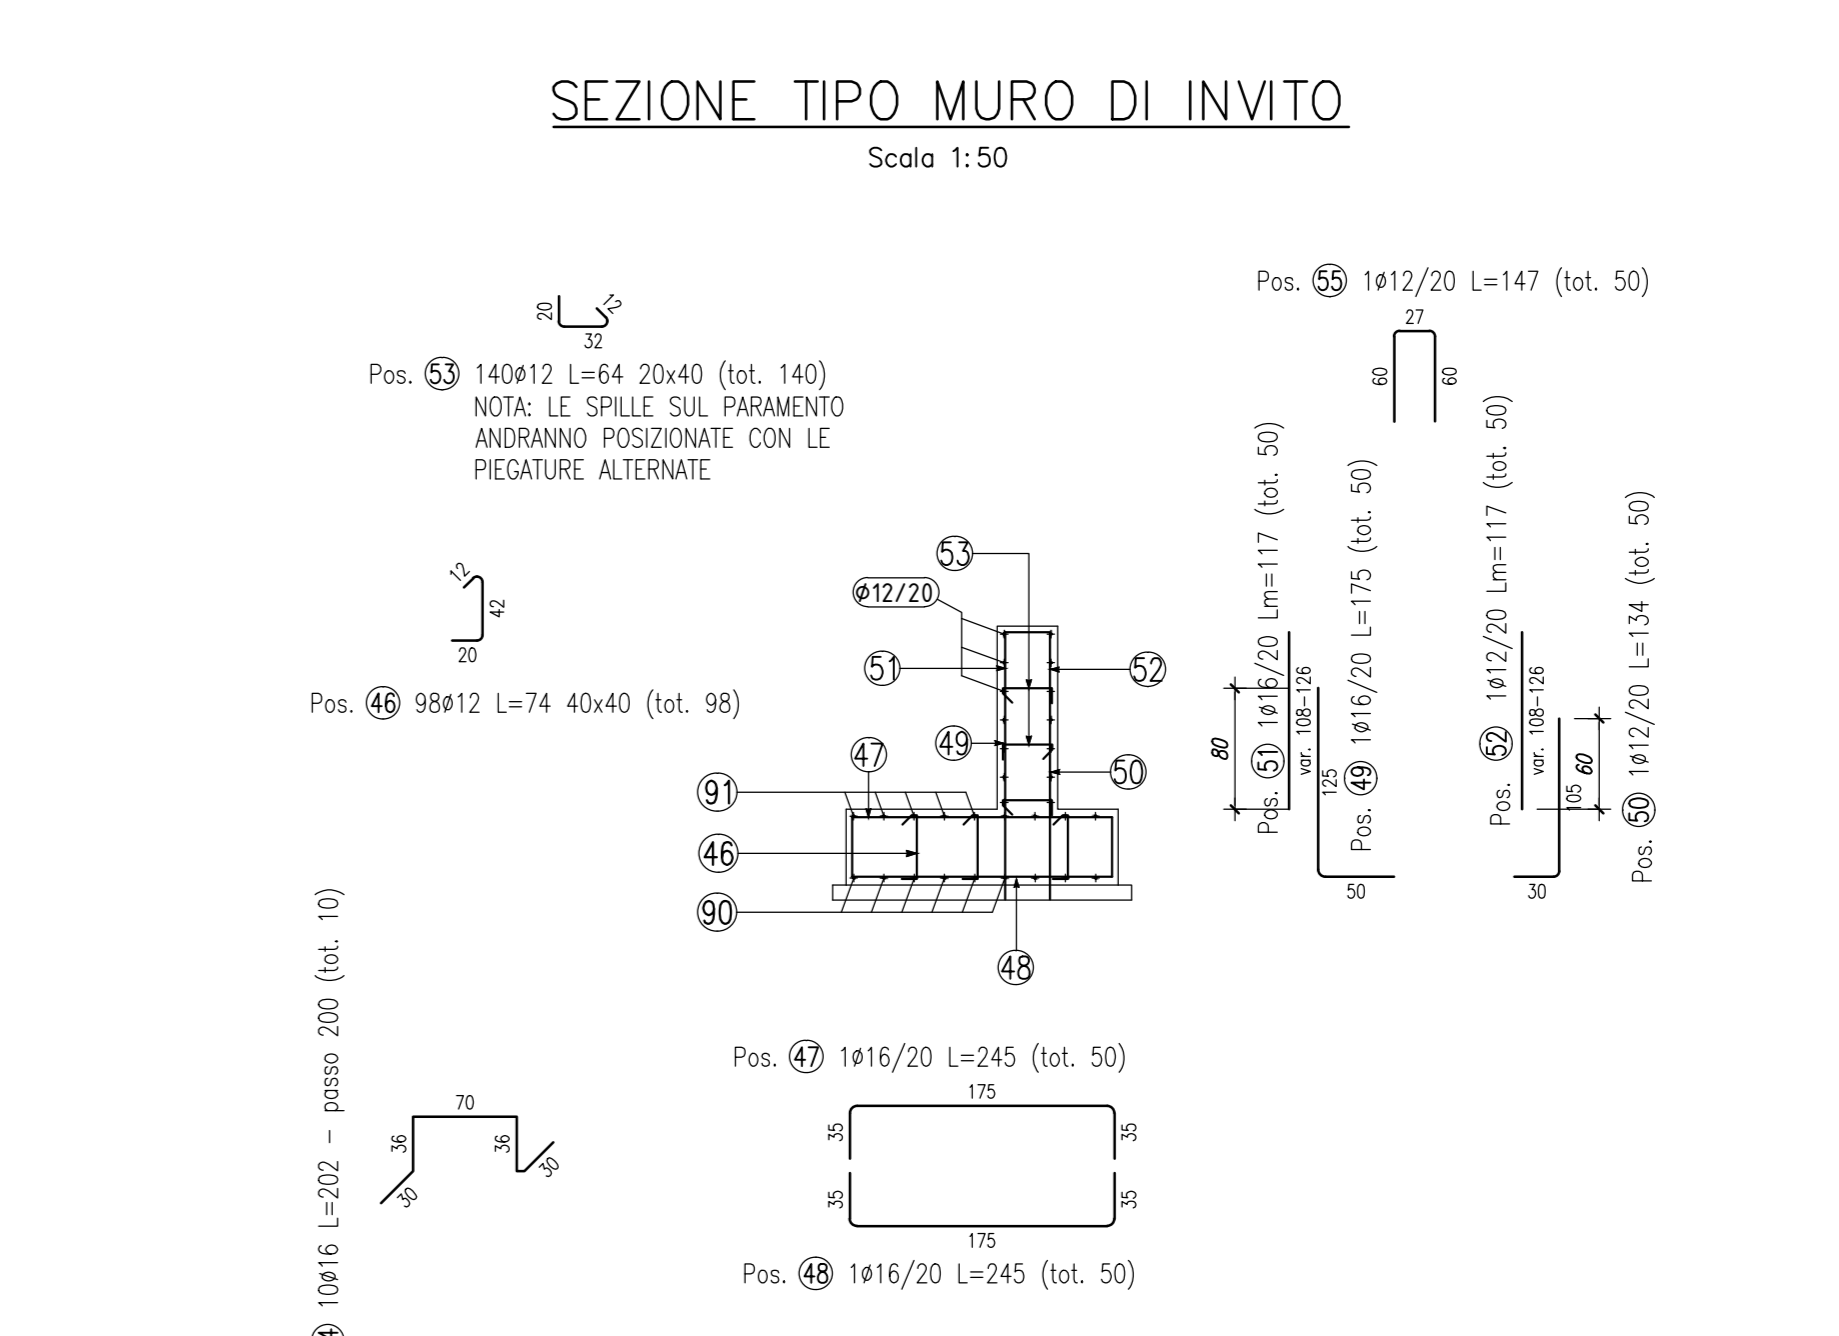 SEZIONE TIPO MURO DI INVITO
Scala 1:50
Pos. 55 1ø12/20 L=147 (tot. 50)
27
60
60
20
12
32
Pos. 53 140ø12 L=64 20x40 (tot. 140)
NOTA: LE SPILLE SUL PARAMENTO
ANDRANNO POSIZIONATE CON LE
PIEGATURE ALTERNATE
12
42
20
Pos. 46 98ø12 L=74 40x40 (tot. 98)
53
ø12/20
51
52
49
50
47
91
46
90
48
80
Pos. 51 1ø16/20 Lm=117 (tot. 50)
var. 108-126
125
Pos. 49 1ø16/20 L=175 (tot. 50)
50
Pos. 52 1ø12/20 Lm=117 (tot. 50)
var. 108-126
105
60
30
Pos. 50 1ø12/20 L=134 (tot. 50)
10ø16 L=202 - passo 200 (tot. 10)
70
36
36
30
30
Pos. 47 1ø16/20 L=245 (tot. 50)
175
35
35
35
35
175
Pos. 48 1ø16/20 L=245 (tot. 50)